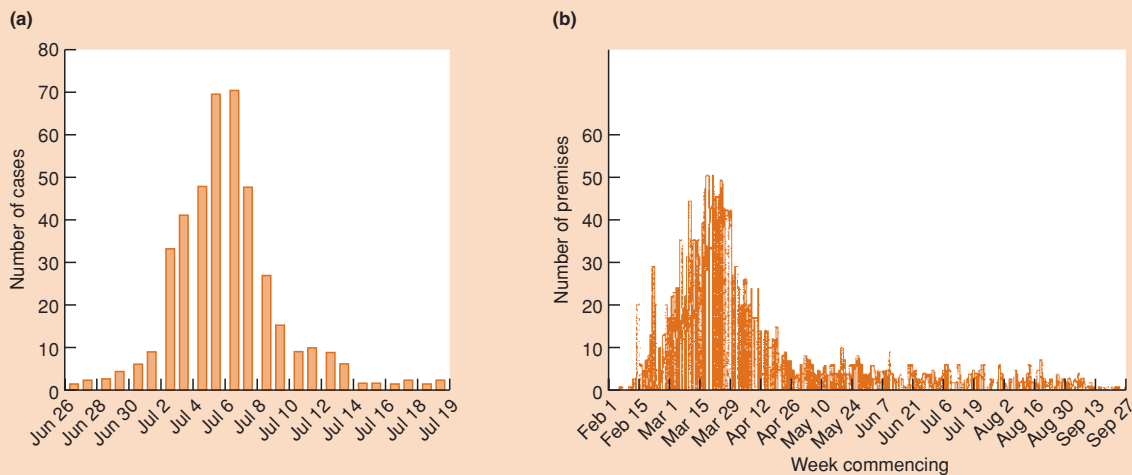 (a)
Number of cases
80
70
60
50
40
30
20
10
0
Jun 26
Jun 28
Jun 30
Jul 2
Jul 4
Jul 6
Jul 8
Jul 10
Jul 12
Jul 14
Jul 16
Jul 18
Jul 19
(b)
Number of premises
60
50
40
30
20
10
0
Feb 1
Feb 15
Mar 1
Mar 15
Mar 29
Apr 12
Apr 26
May 10
May 24
Jun 7
Jun 21
Jul 6
Jul 19
Aug 2
Aug 16
Aug 30
Sep 13
Sep 27
Week commencing